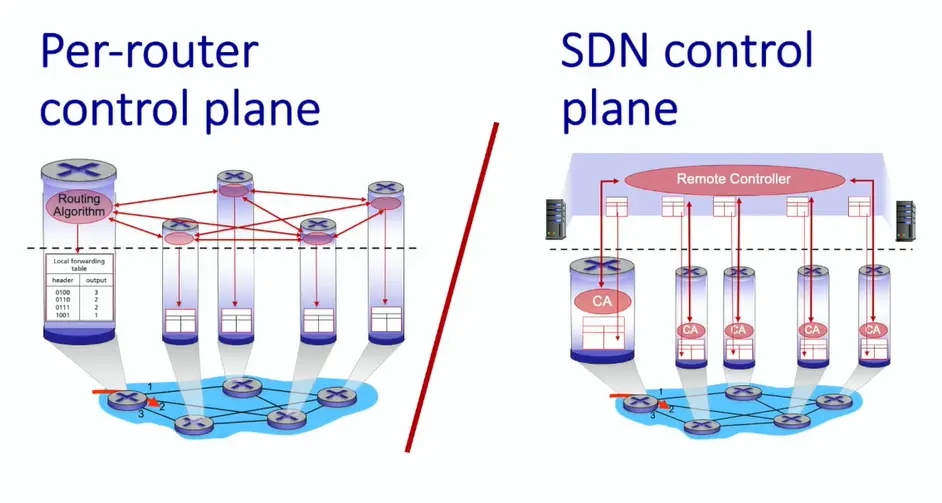 Per-router
control plane
Routing
Algorithm
Local forwarding
table
header output
0100 3
0110 2
0111 2
1001 1
1
2
3
SDN control
plane
Remote Controller
CA
CA
CA
CA
CA
1
2
3